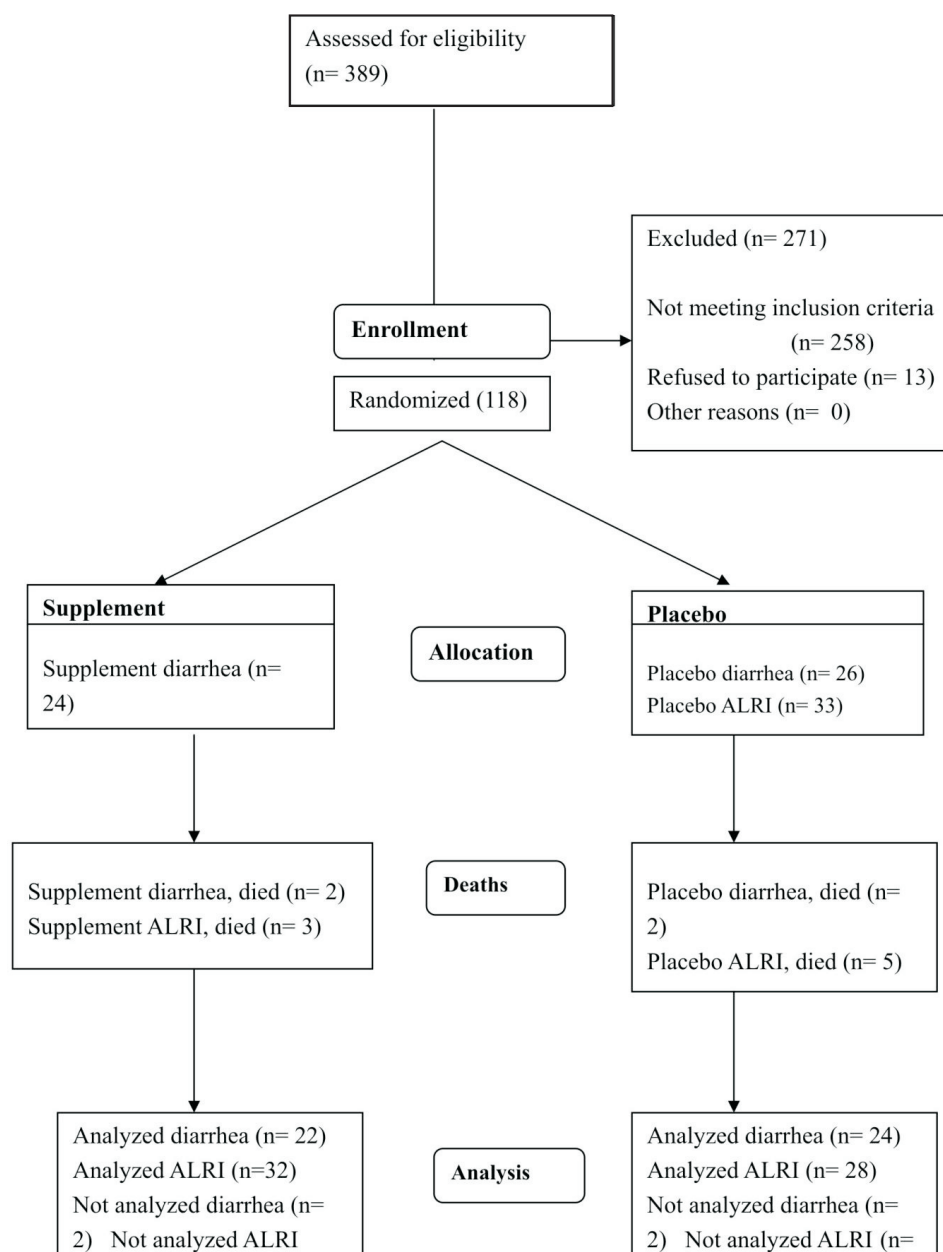 Assessed for eligibility
(n= 389)
Excluded (n= 271)
Not meeting inclusion criteria
(n= 258)
Refused to participate (n= 13)
Other reasons (n=  0)
Enrollment
Randomized (118)
Supplement
Supplement diarrhea (n=
24)
Allocation
Placebo
Placebo diarrhea (n= 26)
Placebo ALRI (n= 33)
Supplement diarrhea, died (n= 2)
Supplement ALRI, died (n= 3)
Deaths
Placebo diarrhea, died (n=
2)
Placebo ALRI, died (n= 5)
Analyzed diarrhea (n= 22)
Analyzed ALRI (n=32)
Not analyzed diarrhea (n=
2)   Not analyzed ALRI
Analysis
Analyzed diarrhea (n= 24)
Analyzed ALRI (n= 28)
Not analyzed diarrhea (n=
2)   Not analyzed ALRI (n=